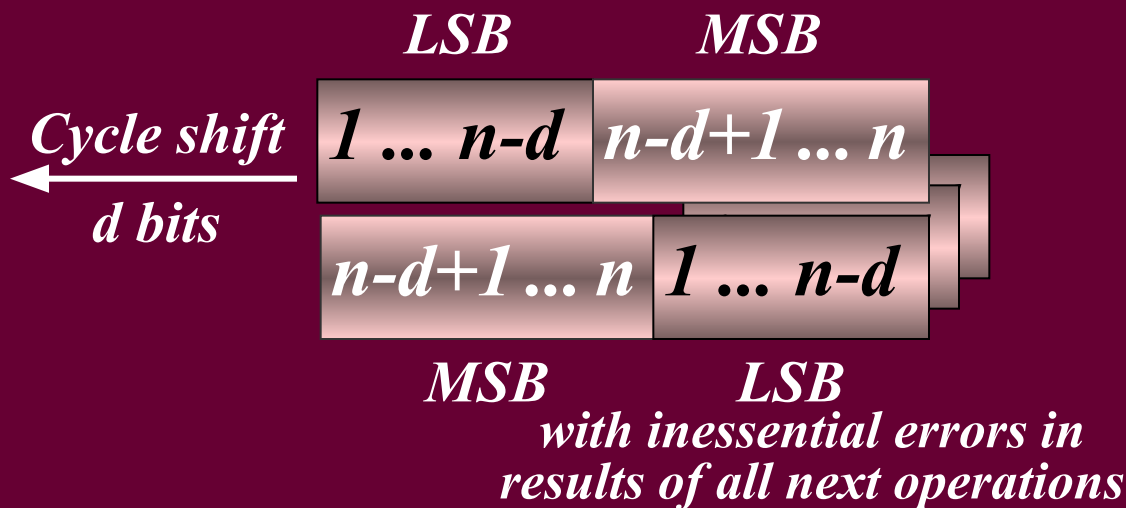 LSB MSB
Cycle shift
1 ... n-d n-d+1 ... n
d bits
n-d+1 ... n 1 ... n-d
MSB LSB
with inessential errors in
results of all next operations